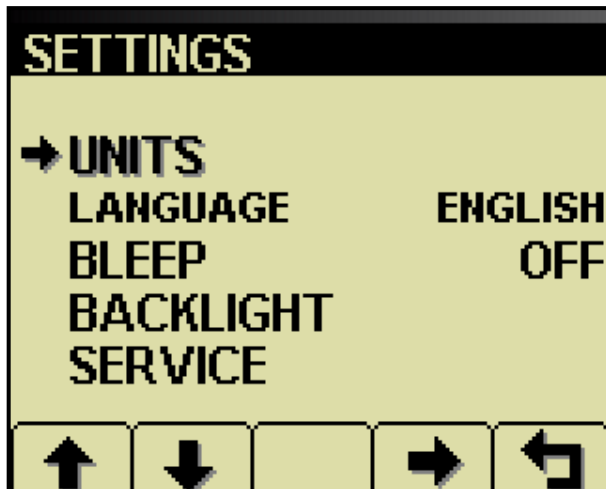 SETTINGS
UNITS
LANGUAGE ENGLISH
BLEEP OFF
BACKLIGHT
SERVICE